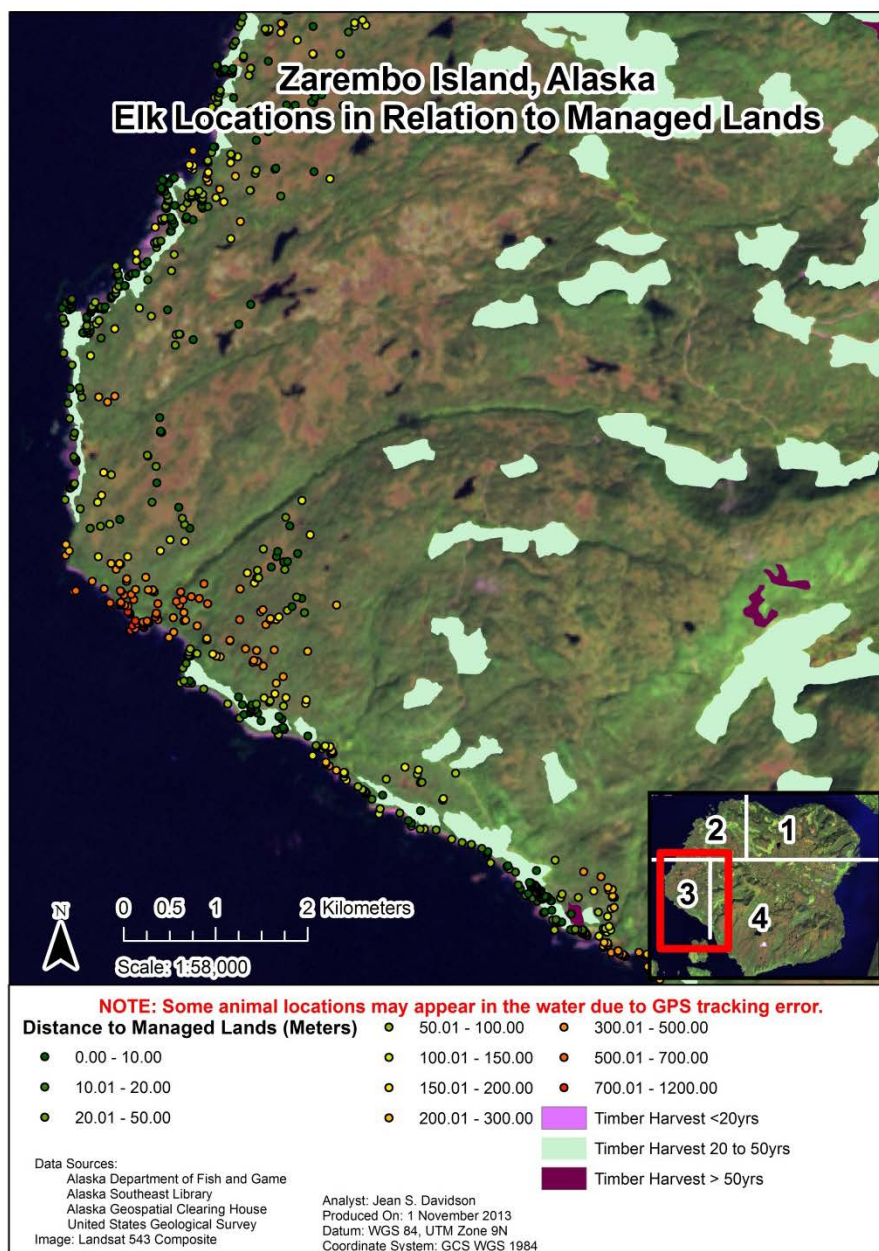 Zarembo Island, Alaska
Elk Locations in Relation to Managed Lands
2
1
3
4
N
0 0.5 1 2 Kilometers
Scale: 1:58,000
NOTE: Some animal locations may appear in the water due to GPS tracking error.
Distance to Managed Lands (Meters)
0.00 - 10.00
10.01 - 20.00
20.01 - 50.00
50.01 - 100.00
100.01 - 150.00
150.01 - 200.00
200.01 - 300.00
300.01 - 500.00
500.01 - 700.00
700.01 - 1200.00
Timber Harvest <20yrs
Timber Harvest 20 to 50yrs
Timber Harvest > 50yrs
Data Sources:
Alaska Department of Fish and Game
Alaska Southeast Library
Alaska Geospatial Clearing House
United States Geological Survey
Image: Landsat 543 Composite
Analyst: Jean S. Davidson
Produced On: 1 November 2013
Datum: WGS 84, UTM Zone 9N
Coordinate System: GCS WGS 1984